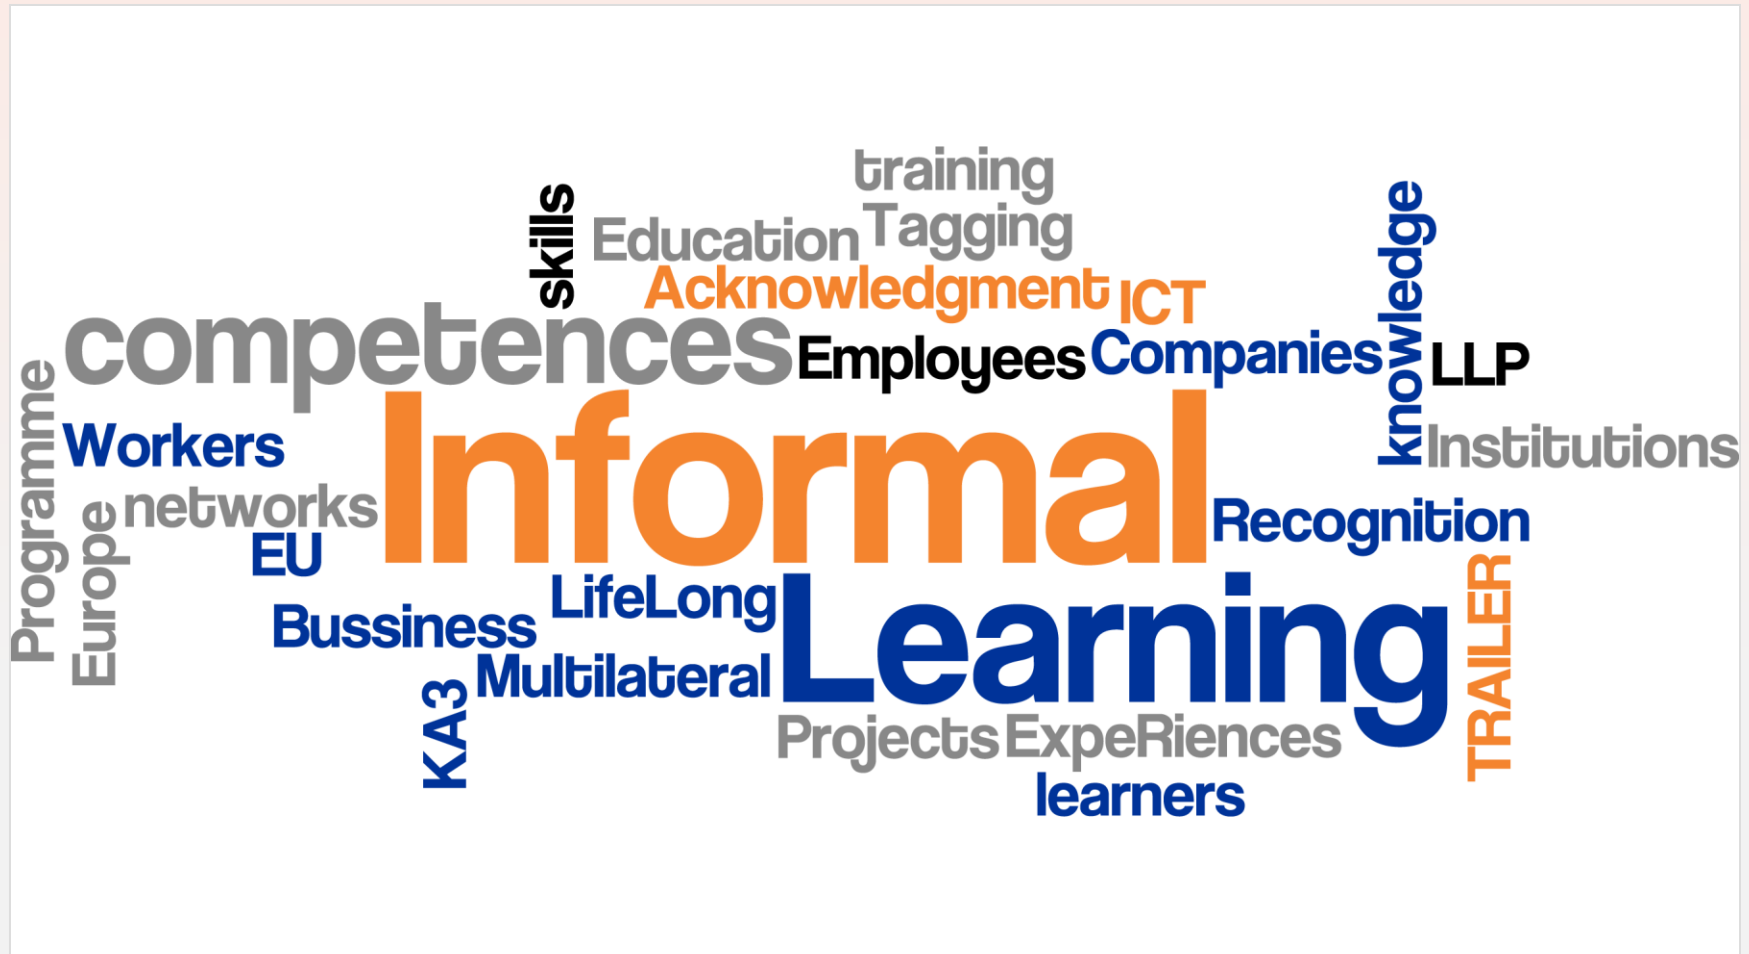 training
skills
Education
Tagging
knowledge
Acknowledgment
ICT
competences
Employees
Companies
LLP
Programme
Workers
Informal
Institutions
networks
Europe
Recognition
EU
LifeLong
Learning
TRAILER
Bussiness
Multilateral
KA3
Projects
ExpeRiences
learners